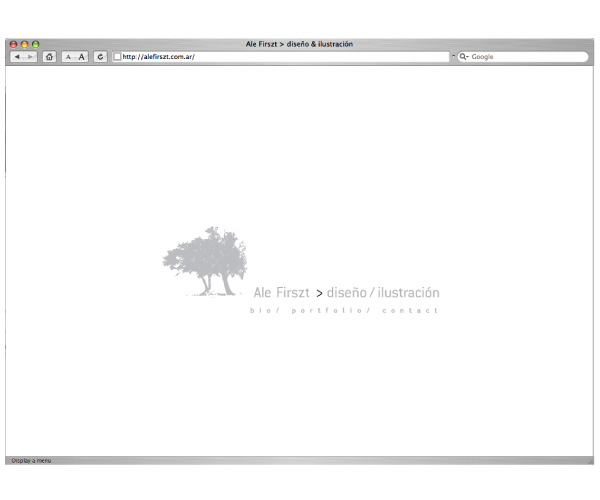 Ale Firszt > diseño & ilustración
A A C http://alefirszt.com.ar/ Q- Google
Ale Firszt > diseño / ilustración
bio/ portfolio/ contact
Display a menu